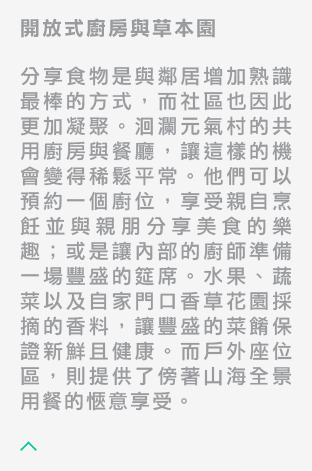 開放式廚房與草本園
分享食物是與鄰居增加熟識
最棒的方式，而社區也因此
更加凝聚。洄瀾元氣村的共
用廚房與餐廳，讓這樣的機
會變得稀鬆平常。他們可以
預約一個廚位，享受親自烹
飪並與親朋分享美食的樂
趣；或是讓內部的廚師準備
一場豐盛的筵席。水果、蔬
菜以及自家門口香草花園採
摘的香料，讓豐盛的菜餚保
證新鮮且健康。而戶外座位
區，則提供了傍著山海全景
用餐的愜意享受。